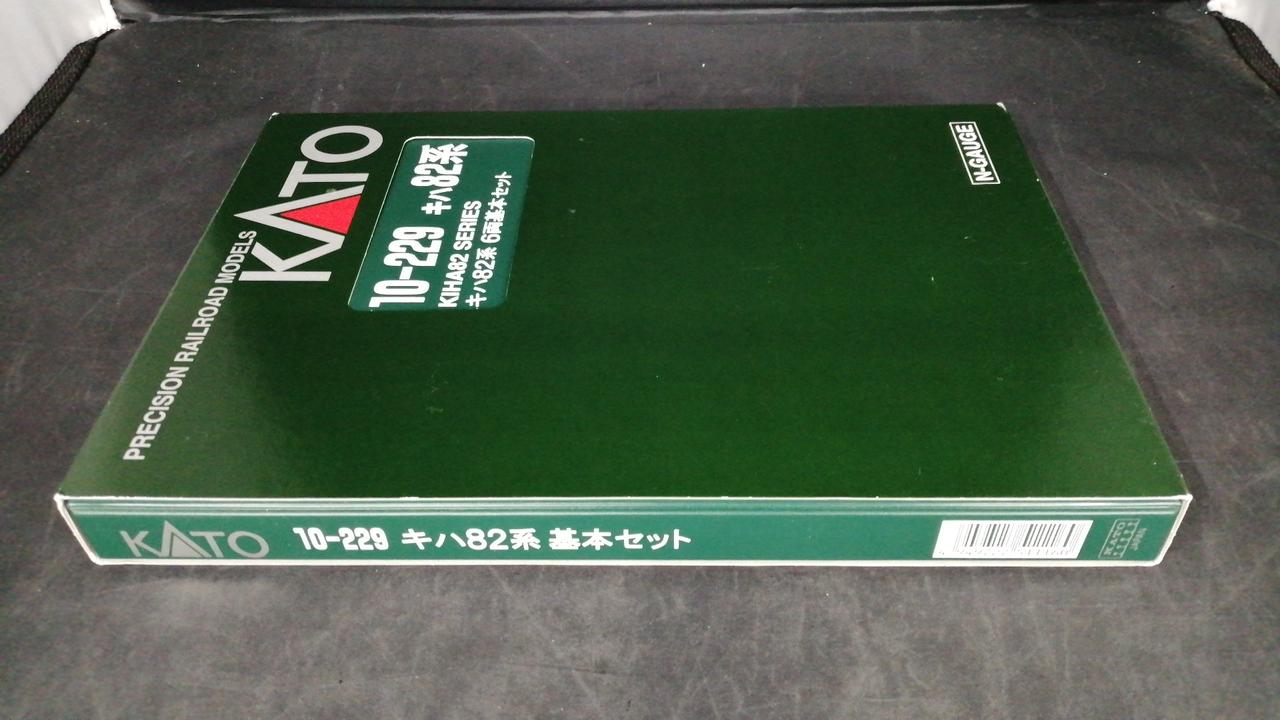 PRECISION RAILROAD MODELS
KATO
10-229 キハ82系
KIHA82 SERIES
キハ82系 6両基本セット
N-GAUGE
KATO
10-229 キハ82系 基本セット
KATO
JAPAN